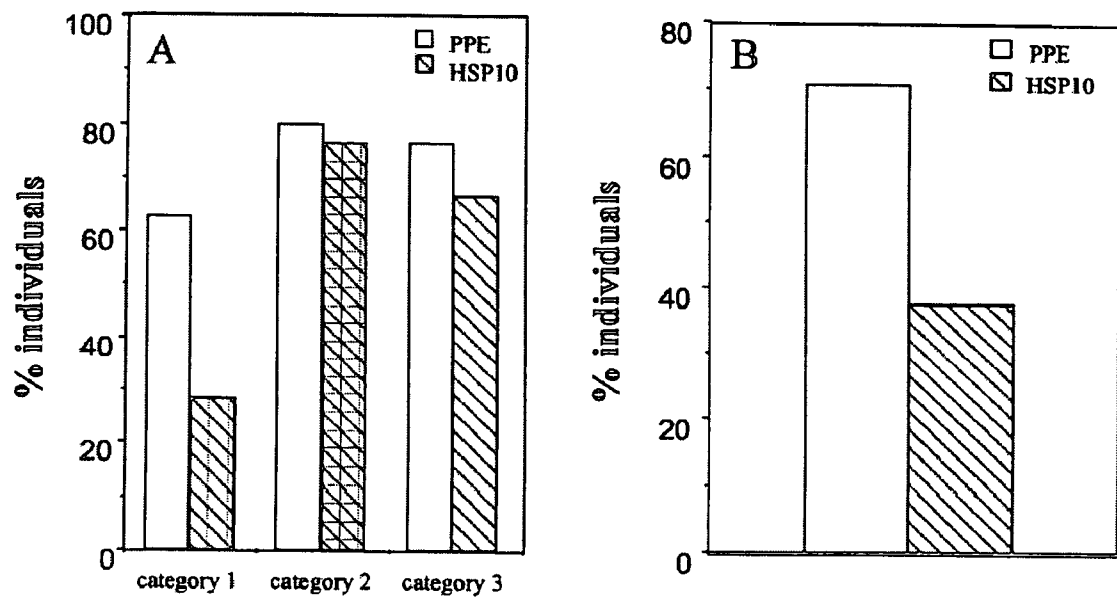 A
PPE
HSP10
% individuals
100
80
60
40
20
0
category 1 category 2 category 3
B
PPE
HSP10
% individuals
80
60
40
20
0